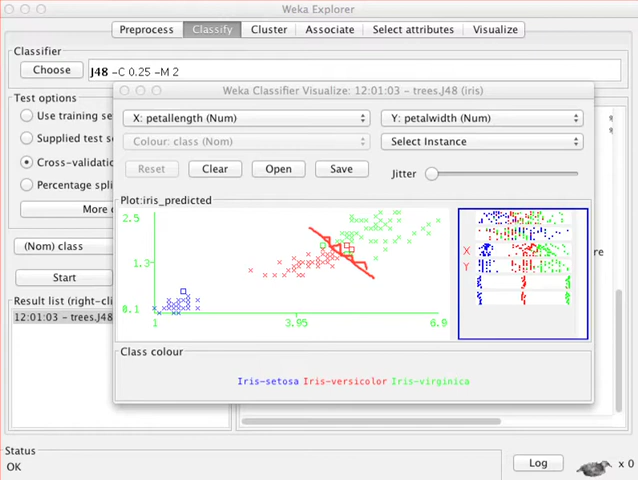 Weka Explorer
Preprocess Classify Cluster Associate Select attributes Visualize
Classifier
Choose J48 -C 0.25 -M 2
Weka Classifier Visualize: 12:01:03 - trees.J48 (iris)
Test options
Use training se
Supplied test s
Cross-validatio
Percentage spli
More o
(Nom) class
Start
Result list (right-cli
12:01:03 - trees.J48
X: petallength (Num) Y: petalwidth (Num)
Colour: class (Nom) Select Instance
Reset Clear Open Save Jitter
Plot:iris_predicted
2.5
1.3
0.1
1 3.95 6.9
X
Y
re
Class colour
Iris-setosa Iris-versicolor Iris-virginica
Status
OK
Log x 0